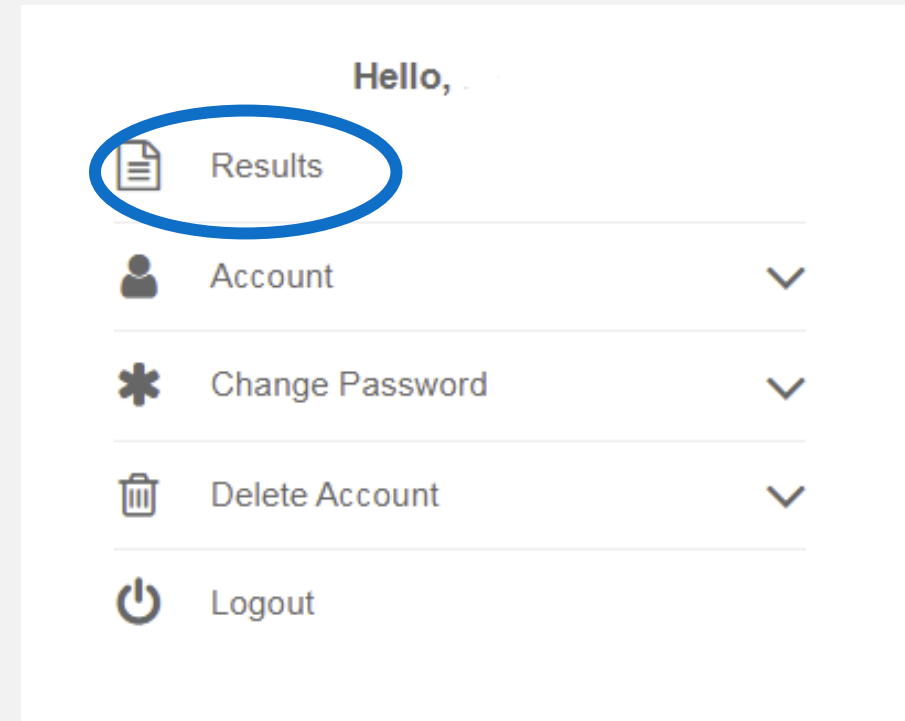 Hello,
Results
Account
Change Password
Delete Account
Logout